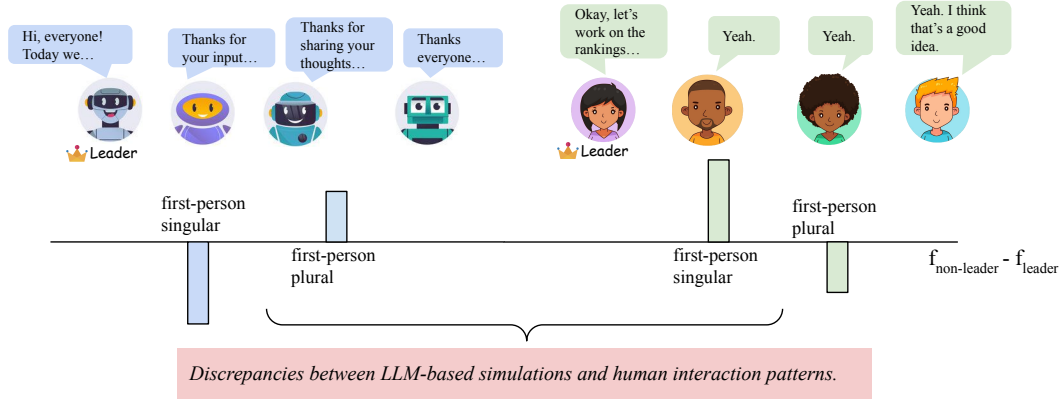 Hi, everyone!
Today we…
Thanks for
your input…
Thanks for
sharing your
thoughts…
Thanks
everyone…
Okay, let's
work on the
rankings…
Yeah.
Yeah.
Yeah. I think
that's a good
idea.
Leader
Leader
first-person
singular
first-person
plural
first-person
plural
first-person
singular
f non-leader - f leader
Discrepancies between LLM-based simulations and human interaction patterns.